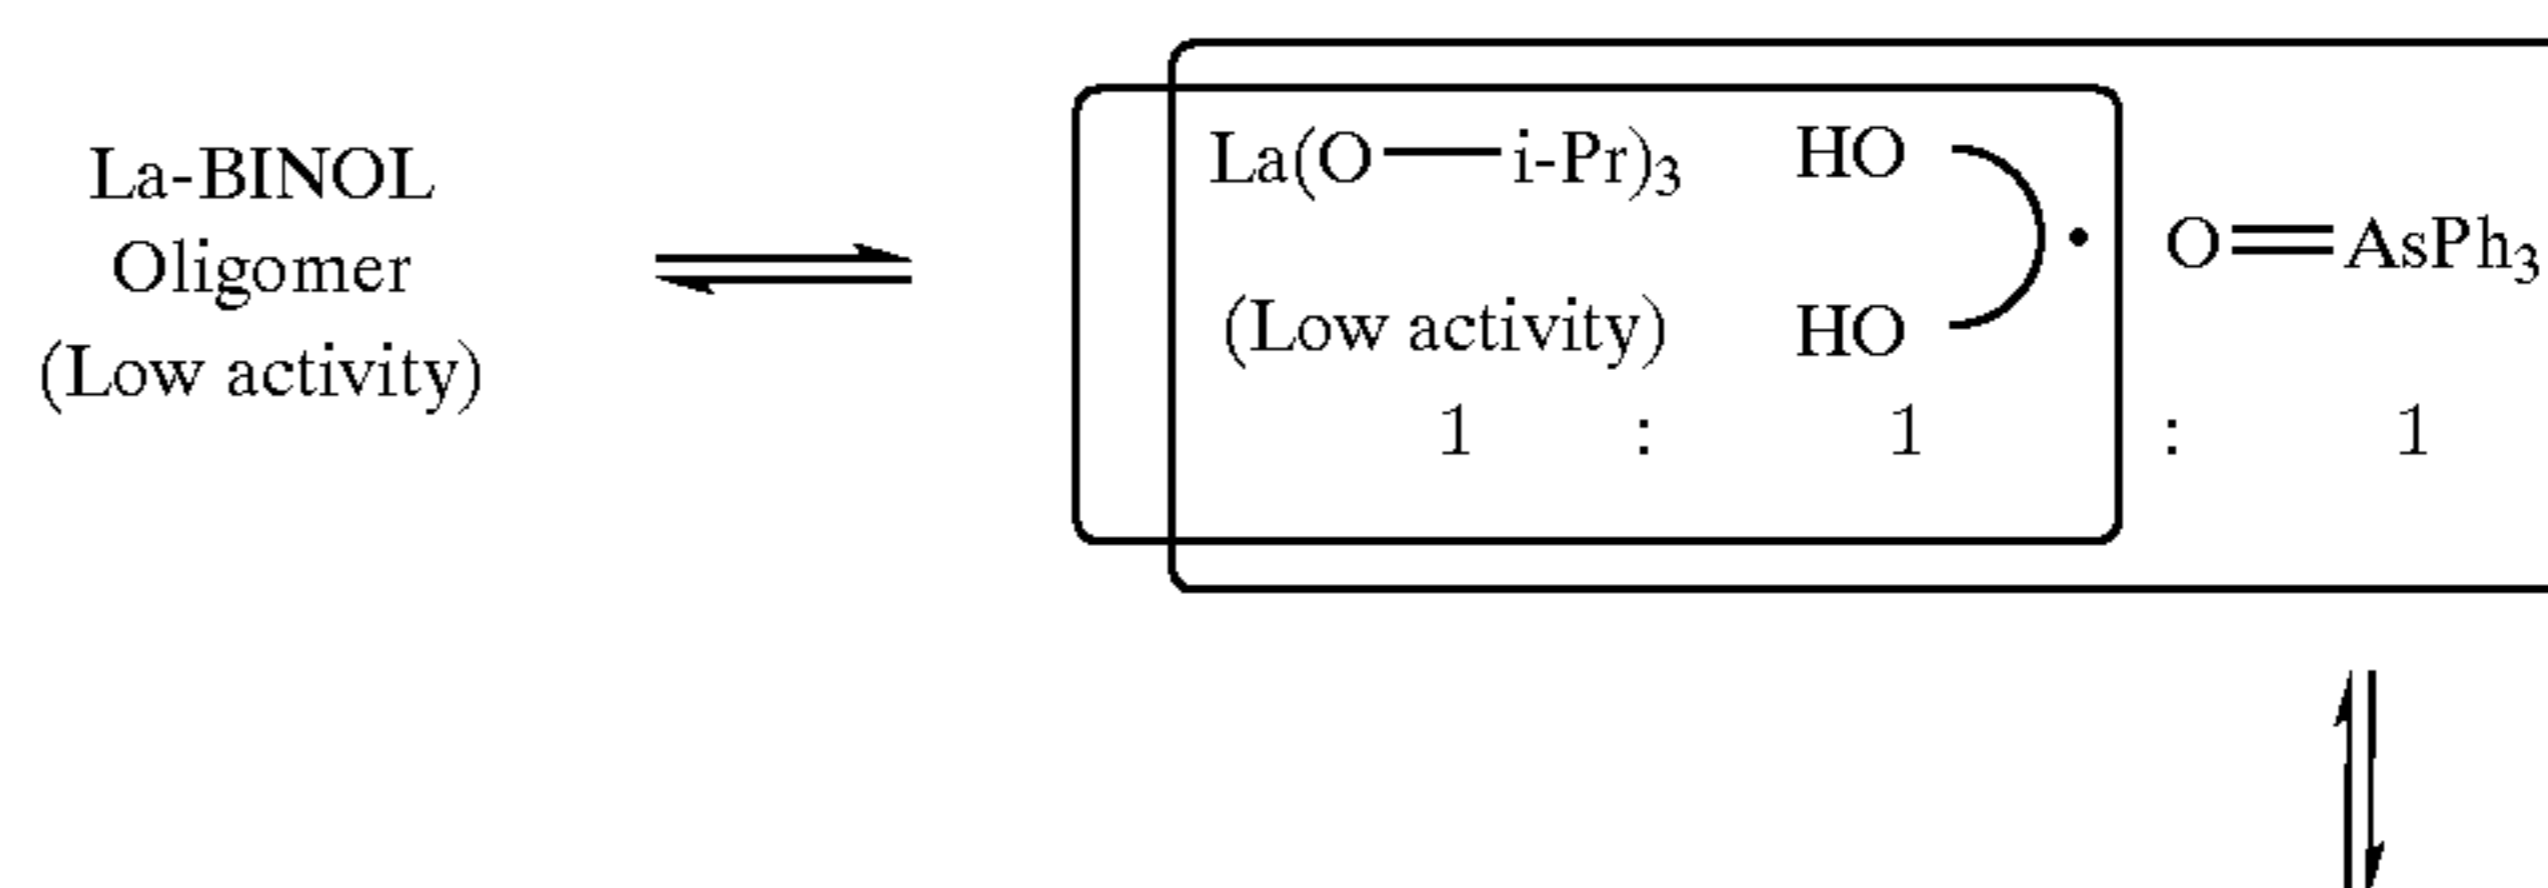 La-BINOL
Oligomer
(Low activity)
La(O—i-Pr)₃ HO
• O=AsPh₃
(Low activity) HO
1 : 1 : 1